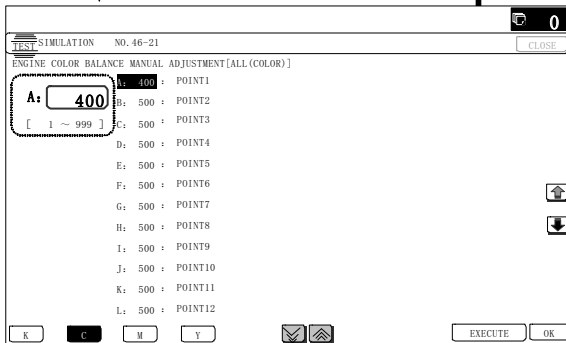 0
TEST SIMULATION NO.46-21
CLOSE
ENGINE COLOR BALANCE MANUAL ADJUSTMENT[ALL(COLOR)]
A: 400
[ 1 ~ 999 ]
A: 400 : POINT1
B: 500 : POINT2
C: 500 : POINT3
D: 500 : POINT4
E: 500 : POINT5
F: 500 : POINT6
G: 500 : POINT7
H: 500 : POINT8
I: 500 : POINT9
J: 500 : POINT10
K: 500 : POINT11
L: 500 : POINT12
K C M Y EXECUTE OK